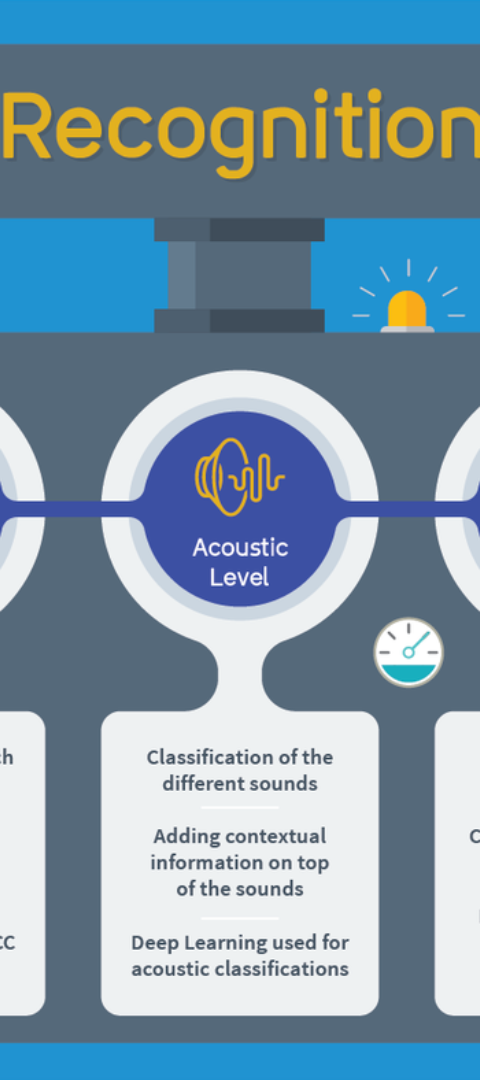 Recognition
Acoustic
Level
Classification of the
different sounds
Adding contextual
information on top
of the sounds
Deep Learning used for
acoustic classifications